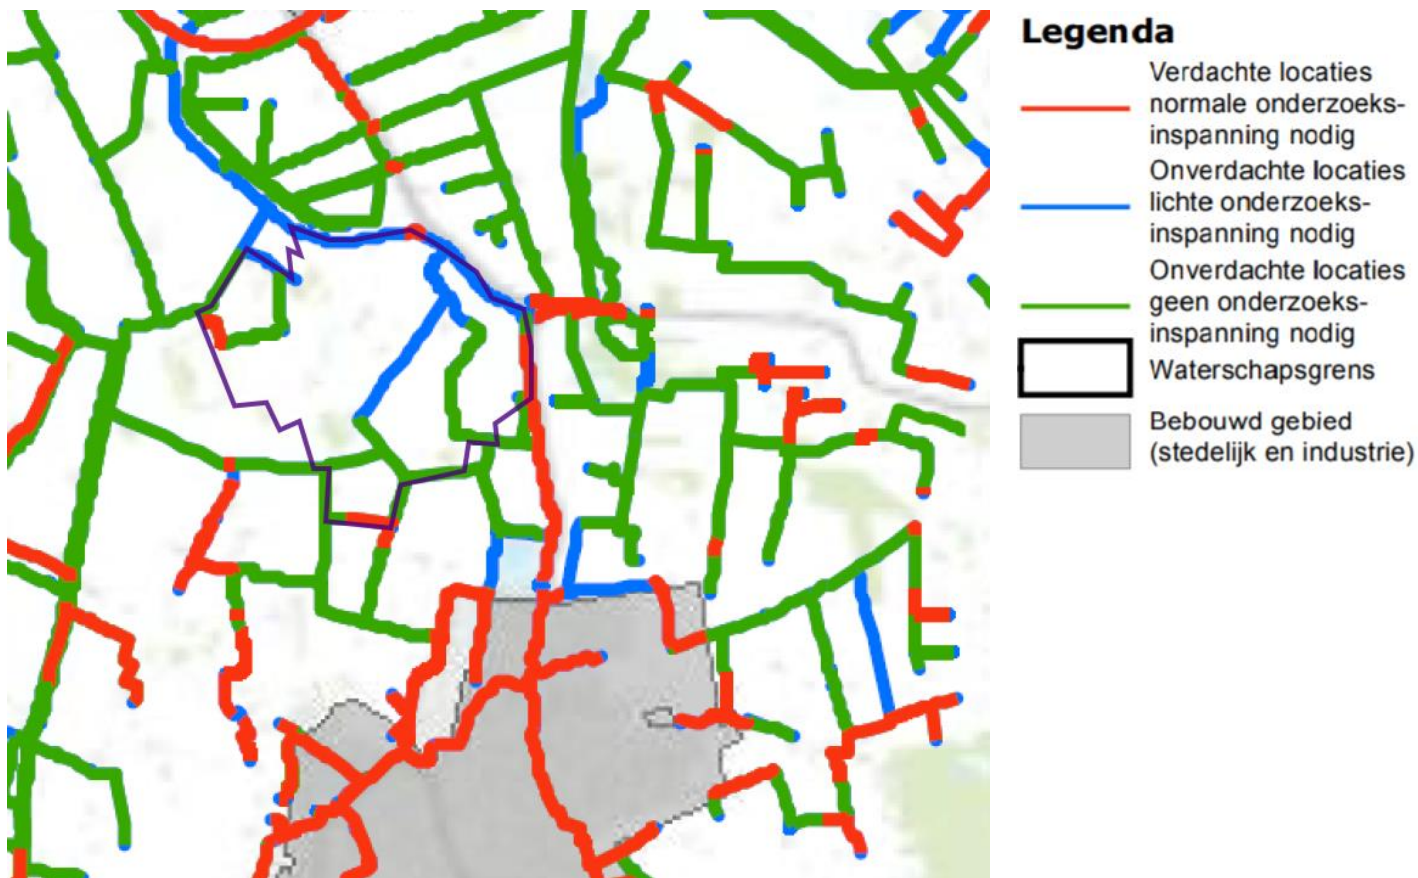 Legenda
Verdachte locaties
normale onderzoeks-
inspanning nodig
Onverdachte locaties
lichte onderzoeks-
inspanning nodig
Onverdachte locaties
geen onderzoeks-
inspanning nodig
Waterschapsgrens
Bebouwd gebied
(stedelijk en industrie)